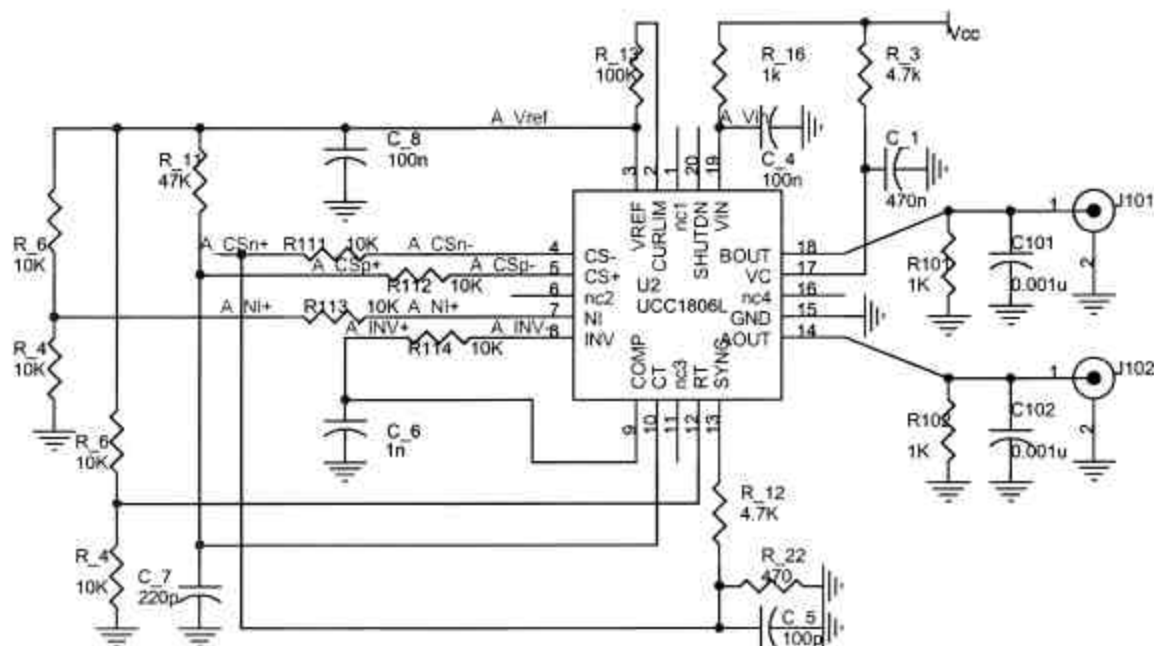 Vcc
R_13
100K
R_16
1k
R_3
4.7k
A_Vref
A_Vin
C_8
100n
C_4
100n
C_1
470n
R_11
47K
3
2
1
20
19
VREF
CURLIM
nc1
SHUTDN
VIN
R_6
10K
A_CSn+
R111
10K
A_CSn-
4
CS-
A_CSp+
R112
10K
A_CSp-
5
CS+
6
nc2
A_NI+
R113
10K
A_NI+
7
NI
A_INV+
R114
10K
A_INV-
8
INV
U2
UCC1806L
BOUT
18
VC
17
nc4
16
GND
15
AOUT
14
COMP
CT
nc3
RT
SYNC
9
10
11
12
13
R101
1K
C101
0.001u
1
2
J101
R102
1K
C102
0.001u
1
2
J102
R_4
10K
C_6
1n
R_6
10K
R_12
4.7K
R_4
10K
C_7
220p
R_22
470
C_5
100p